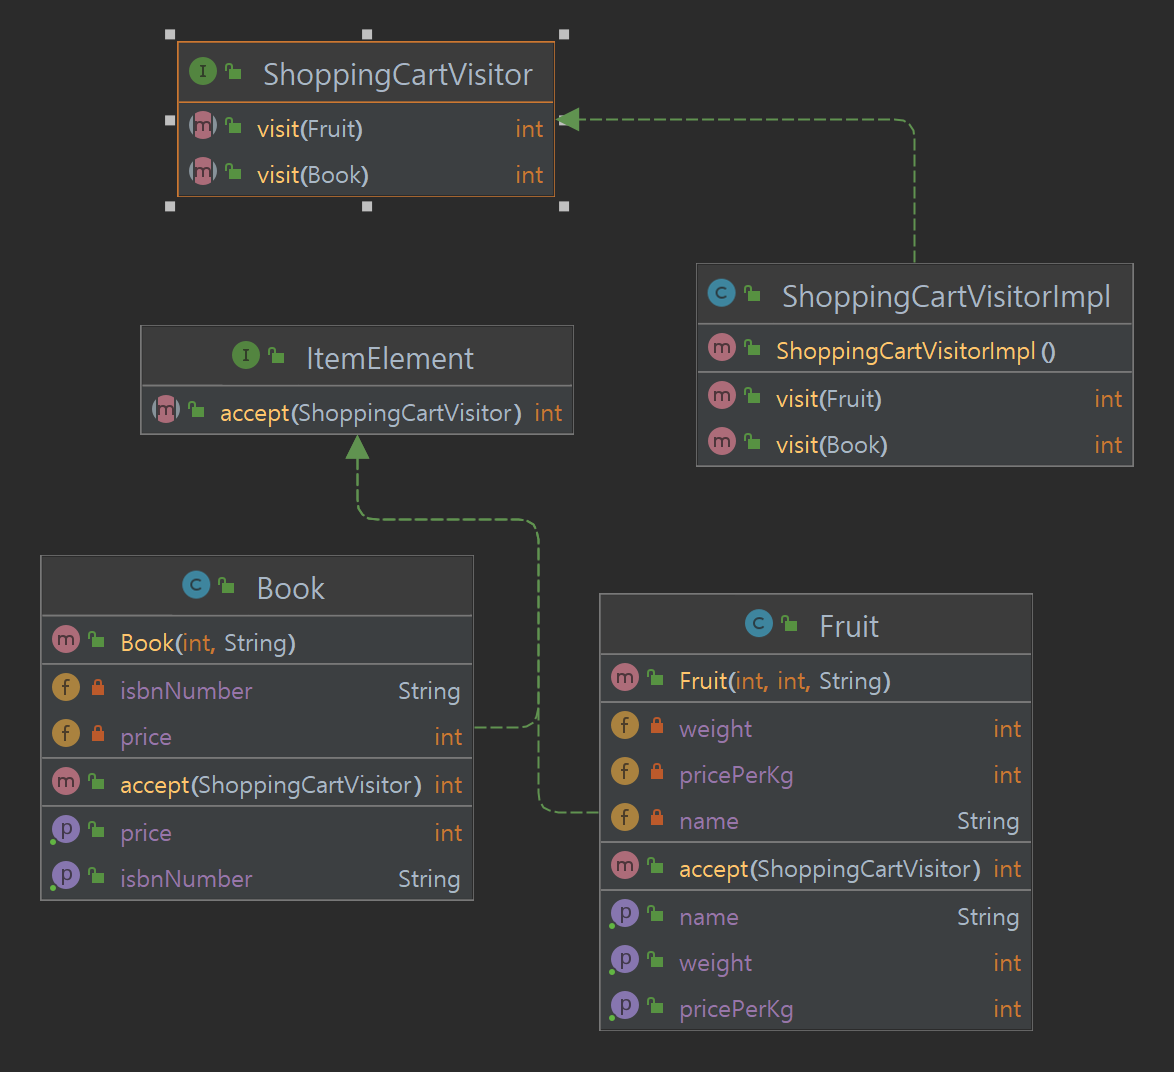 ShoppingCartVisitor
visit(Fruit) int
visit(Book) int
ShoppingCartVisitorImpl
ShoppingCartVisitorImpl ()
visit(Fruit) int
visit(Book) int
ItemElement
accept(ShoppingCartVisitor) int
Book
Book(int, String)
isbnNumber String
price int
accept(ShoppingCartVisitor) int
price int
isbnNumber String
Fruit
Fruit(int, int, String)
weight int
pricePerKg int
name String
accept(ShoppingCartVisitor) int
name String
weight int
pricePerKg int